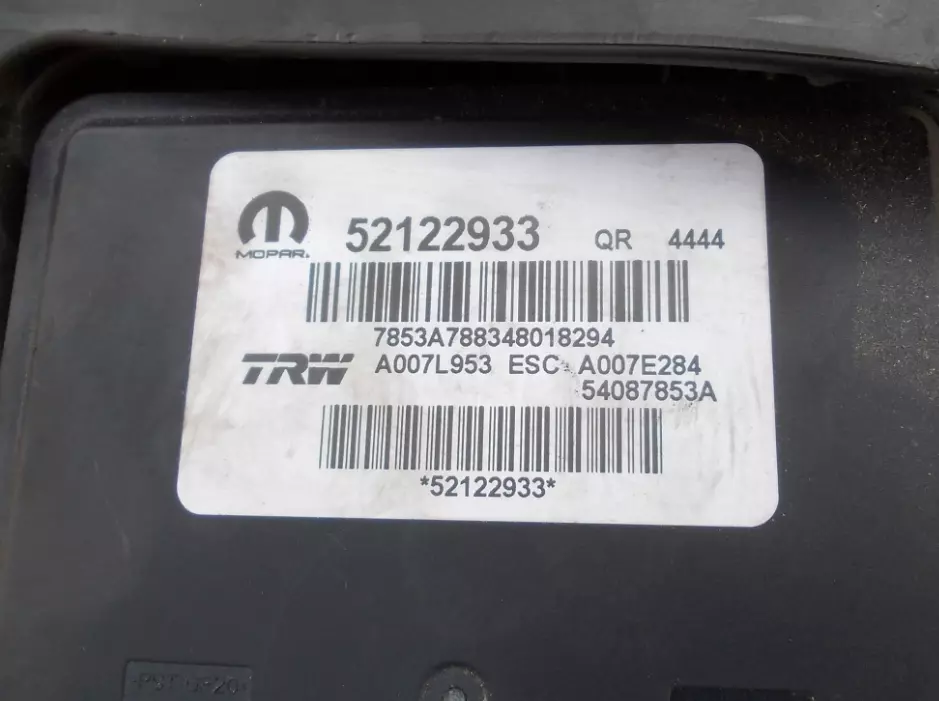 52122933 QR 4444
MOPAR.
7853A788348018294
TRW A007L953 ESC A007E284
54087853A
*52122933*